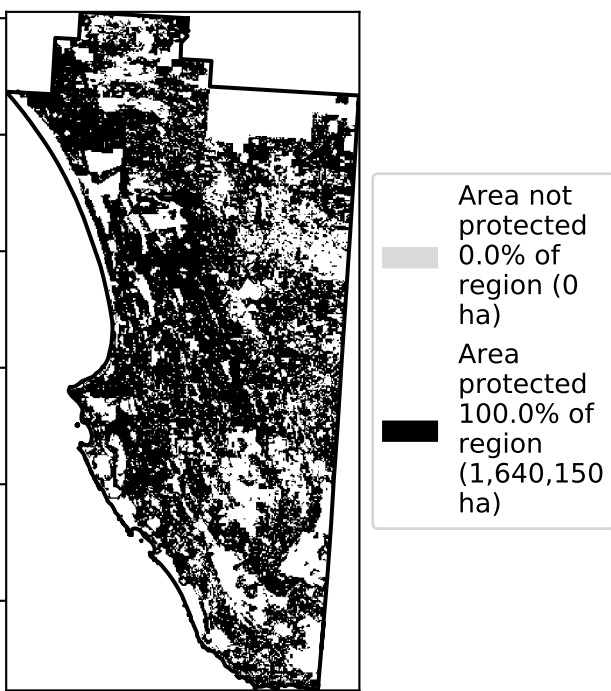 Area not
protected
0.0% of
region (0
ha)
Area
protected
100.0% of
region
(1,640,150
ha)